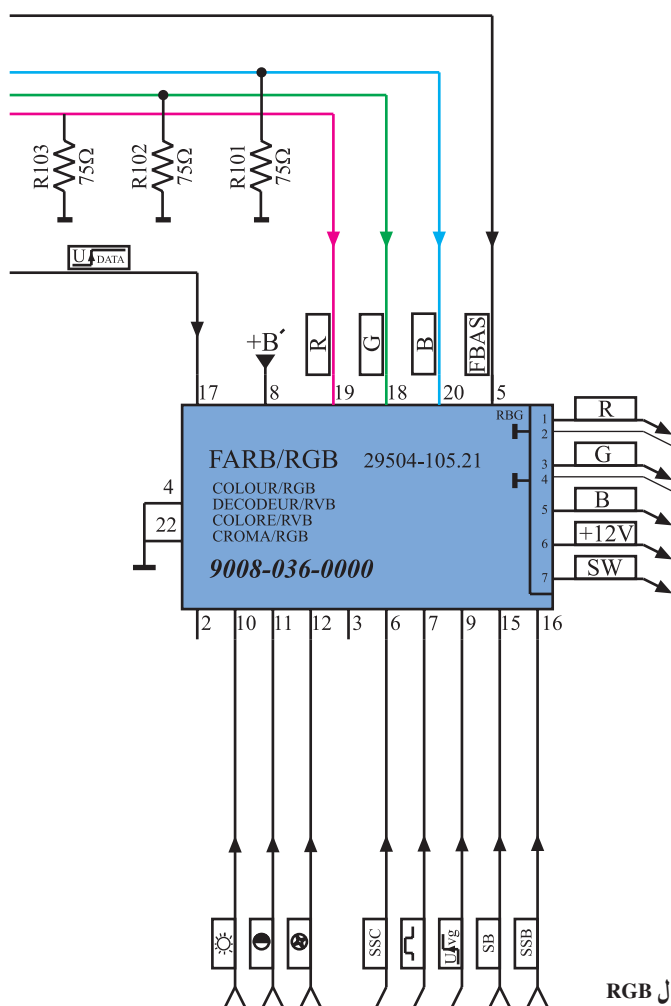 R103
75Ω
R102
75Ω
R101
75Ω
U DATA
+B´
R
G
B
FBAS
17
8
19
18
20
5
RBG
1
2
3
4
5
6
7
R
G
B
+12V
SW
FARB/RGB 29504-105.21
COLOUR/RGB
DECODEUR/RVB
COLORE/RVB
CROMA/RGB
9008-036-0000
4
22
2
10
11
12
3
6
7
9
15
16
SSC
Uavg
SB
SSB
RGB ل